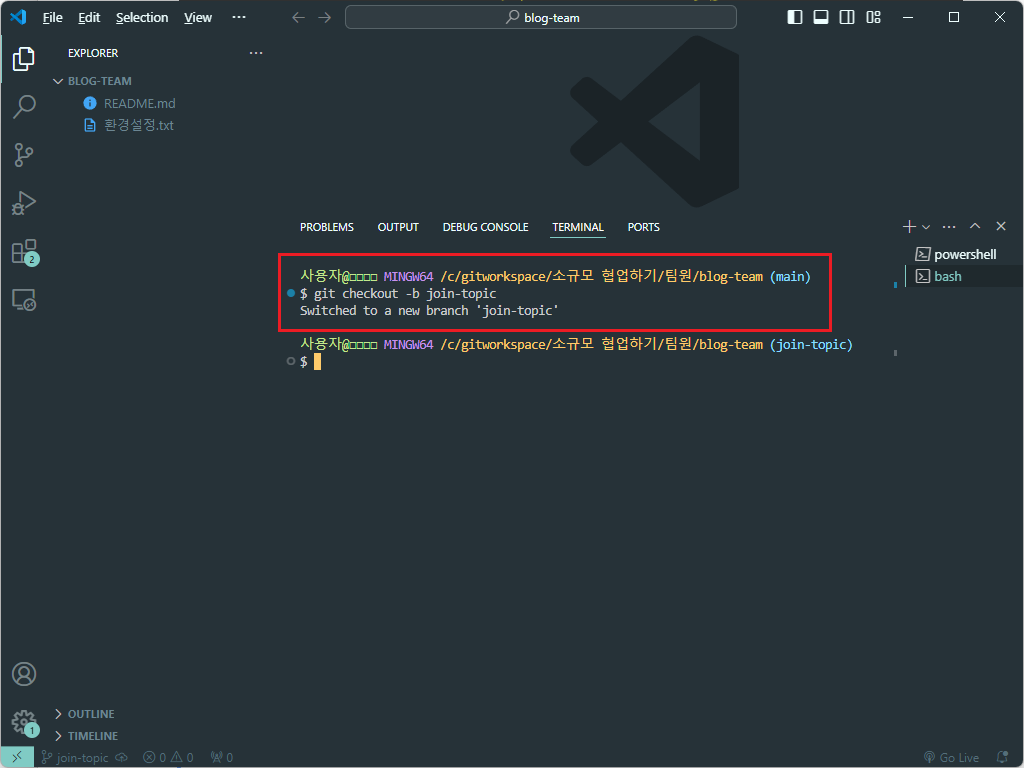 File Edit Selection View ···
blog-team
EXPLORER ···
BLOG-TEAM
README.md
환경설정.txt
PROBLEMS OUTPUT DEBUG CONSOLE TERMINAL PORTS
powershell
bash
사용자@□□□□ MINGW64 /c/gitworkspace/소규모 협업하기/팀원/blog-team (main)
$ git checkout -b join-topic
Switched to a new branch 'join-topic'
사용자@□□□□ MINGW64 /c/gitworkspace/소규모 협업하기/팀원/blog-team (join-topic)
$
2
1
OUTLINE
TIMELINE
join-topic 0 0 0 Go Live